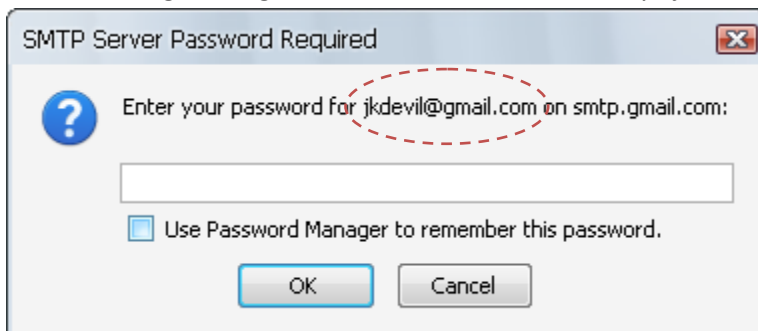 SMTP Server Password Required
Enter your password for jkdevil@gmail.com on smtp.gmail.com:
Use Password Manager to remember this password.
OK Cancel